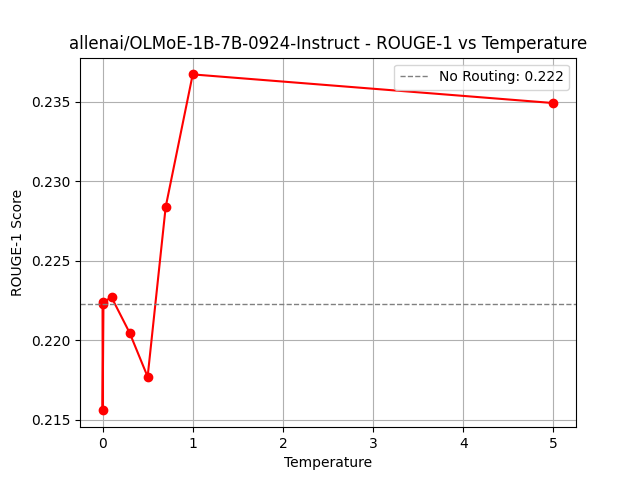 allenai/OLMoE-1B-7B-0924-Instruct - ROUGE-1 vs Temperature
No Routing: 0.222
0.235
0.230
0.225
0.220
0.215
ROUGE-1 Score
0 1 2 3 4 5
Temperature